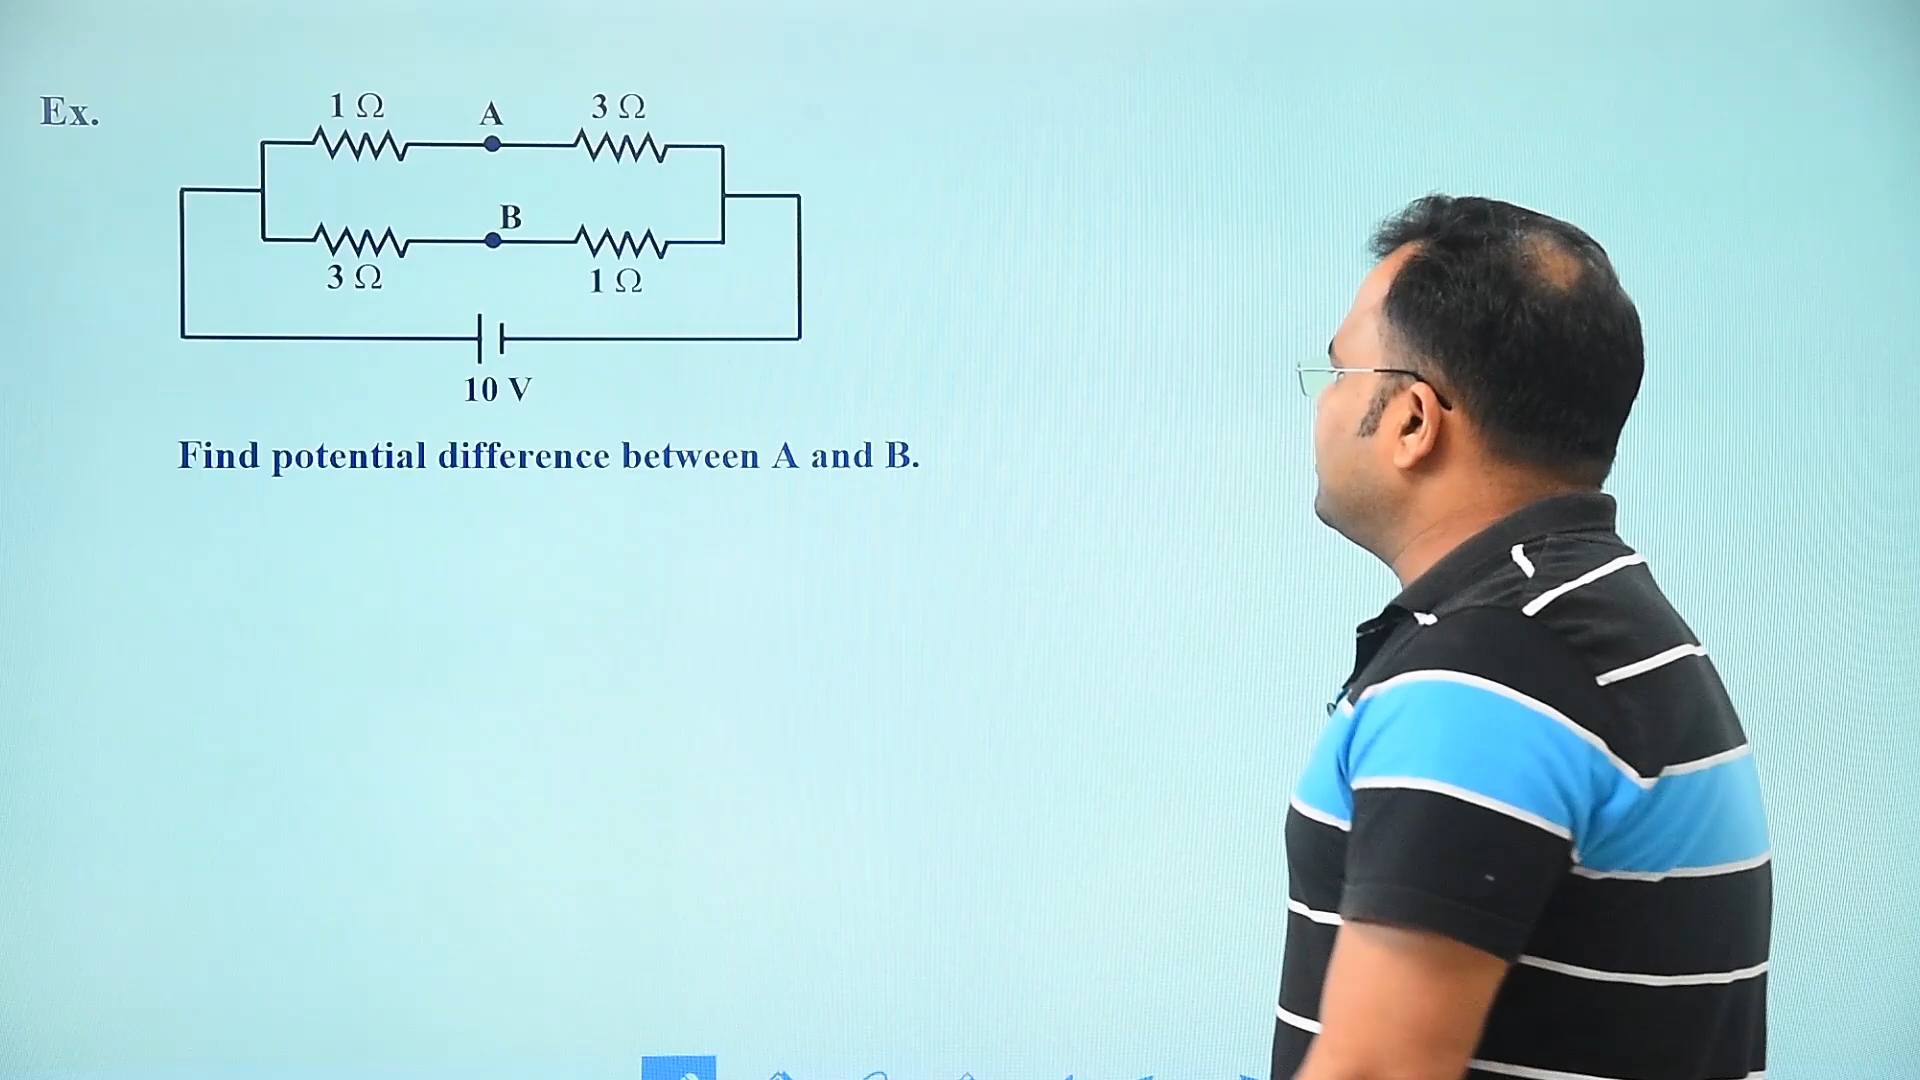 Ex.
1 Ω
A
3 Ω
B
3 Ω
1 Ω
10 V
Find potential difference between A and B.